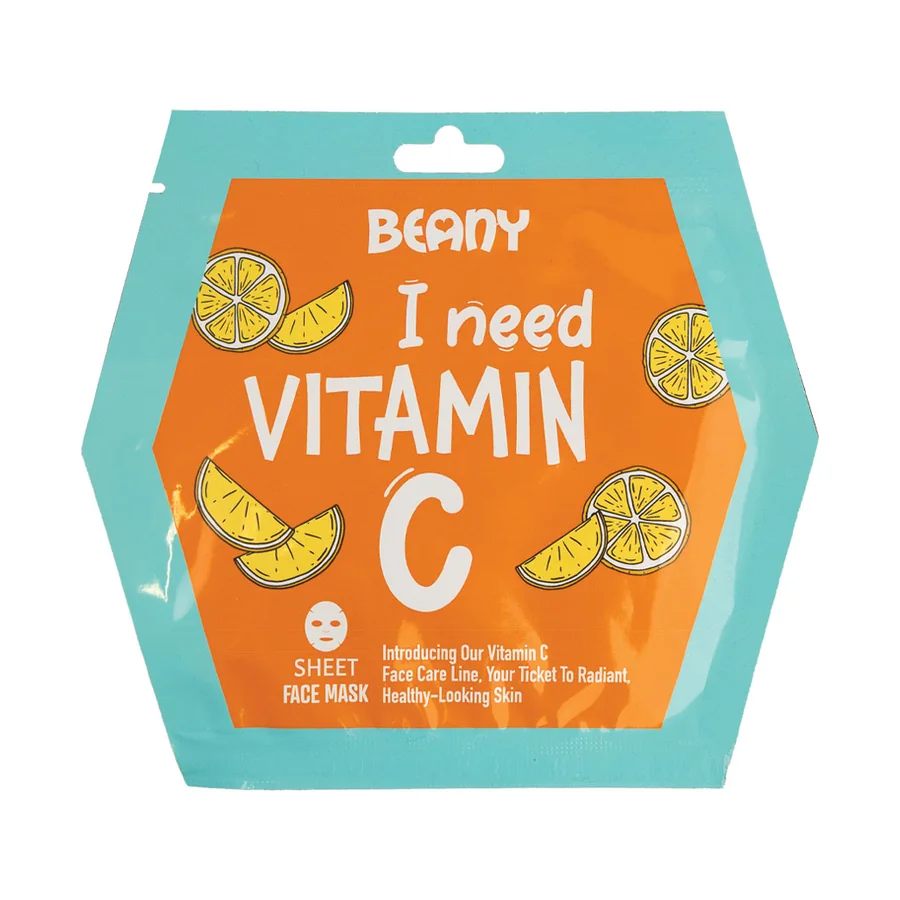 BEANY
I need
VITAMIN
C
SHEET
FACE MASK
Introducing Our Vitamin C
Face Care Line, Your Ticket To Radiant,
Healthy-Looking Skin